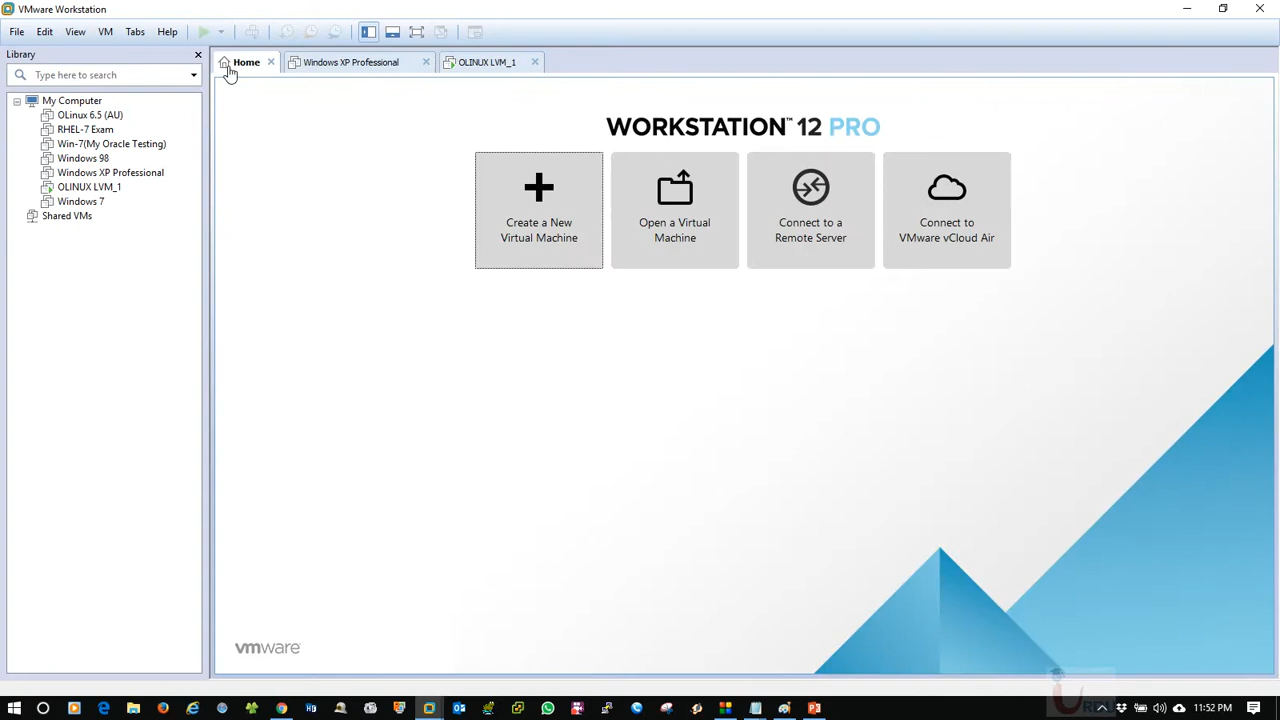 VMware Workstation
File Edit View VM Tabs Help
Library
Home
Windows XP Professional
OLINUX LVM_1
Type here to search
My Computer
OLinux 6.5 (AU)
RHEL-7 Exam
Win-7(My Oracle Testing)
Windows 98
Windows XP Professional
OLINUX LVM_1
Windows 7
Shared VMs
WORKSTATION™ 12 PRO
Create a New
Virtual Machine
Open a Virtual
Machine
Connect to a
Remote Server
Connect to
VMware vCloud Air
vmware
11:52 PM